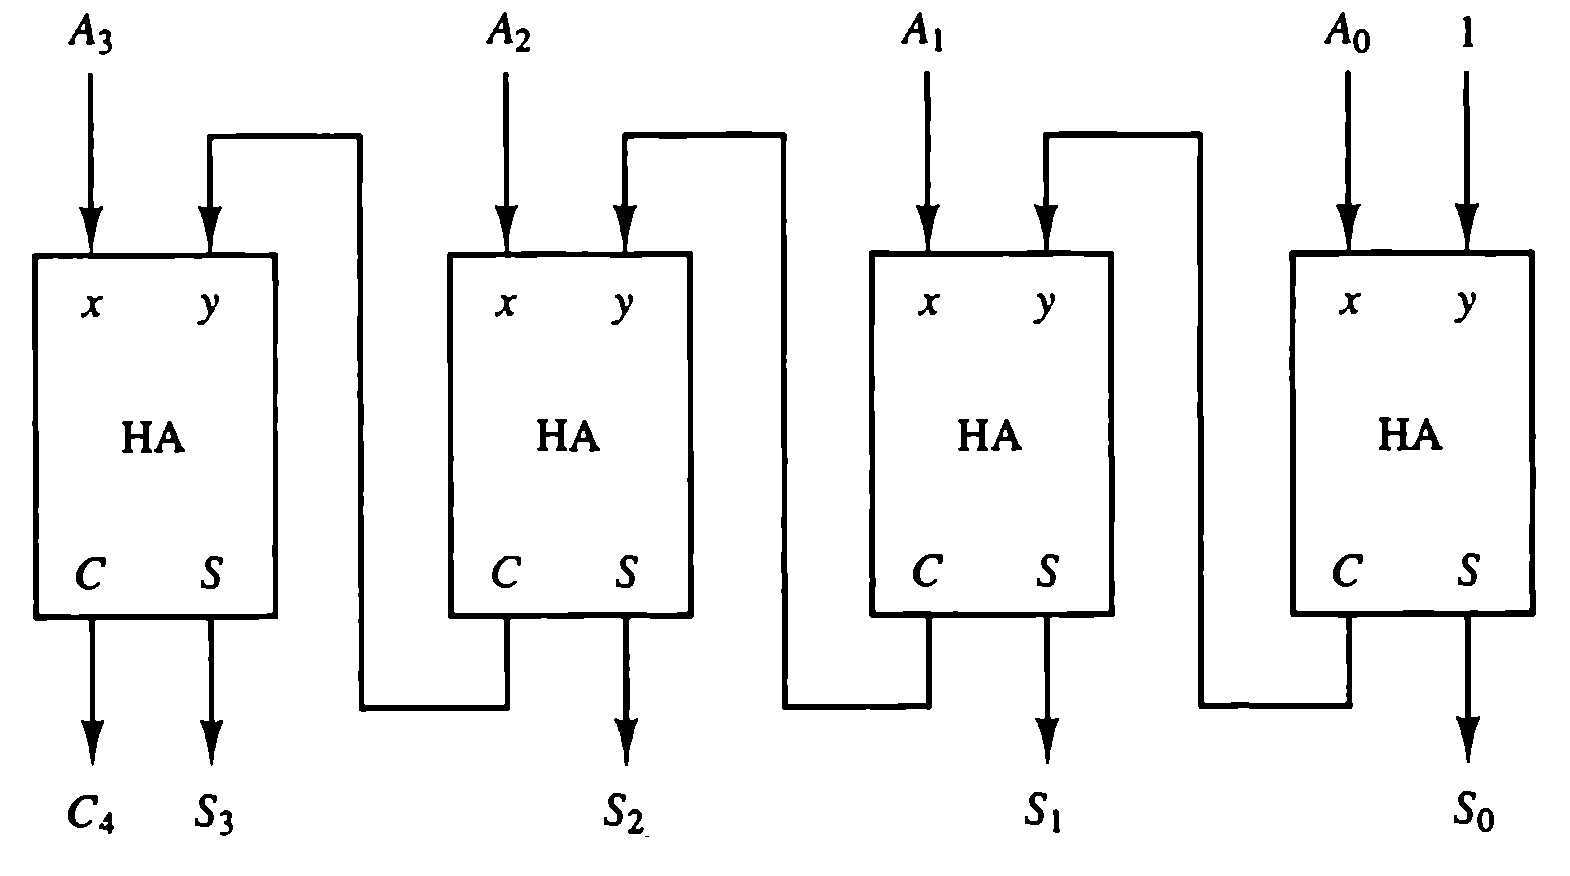 A₃ A₂ A₁ A₀ 1
x y x y x y x y
HA HA HA HA
C S C S C S C S
C₄ S₃ S₂ S₁ S₀